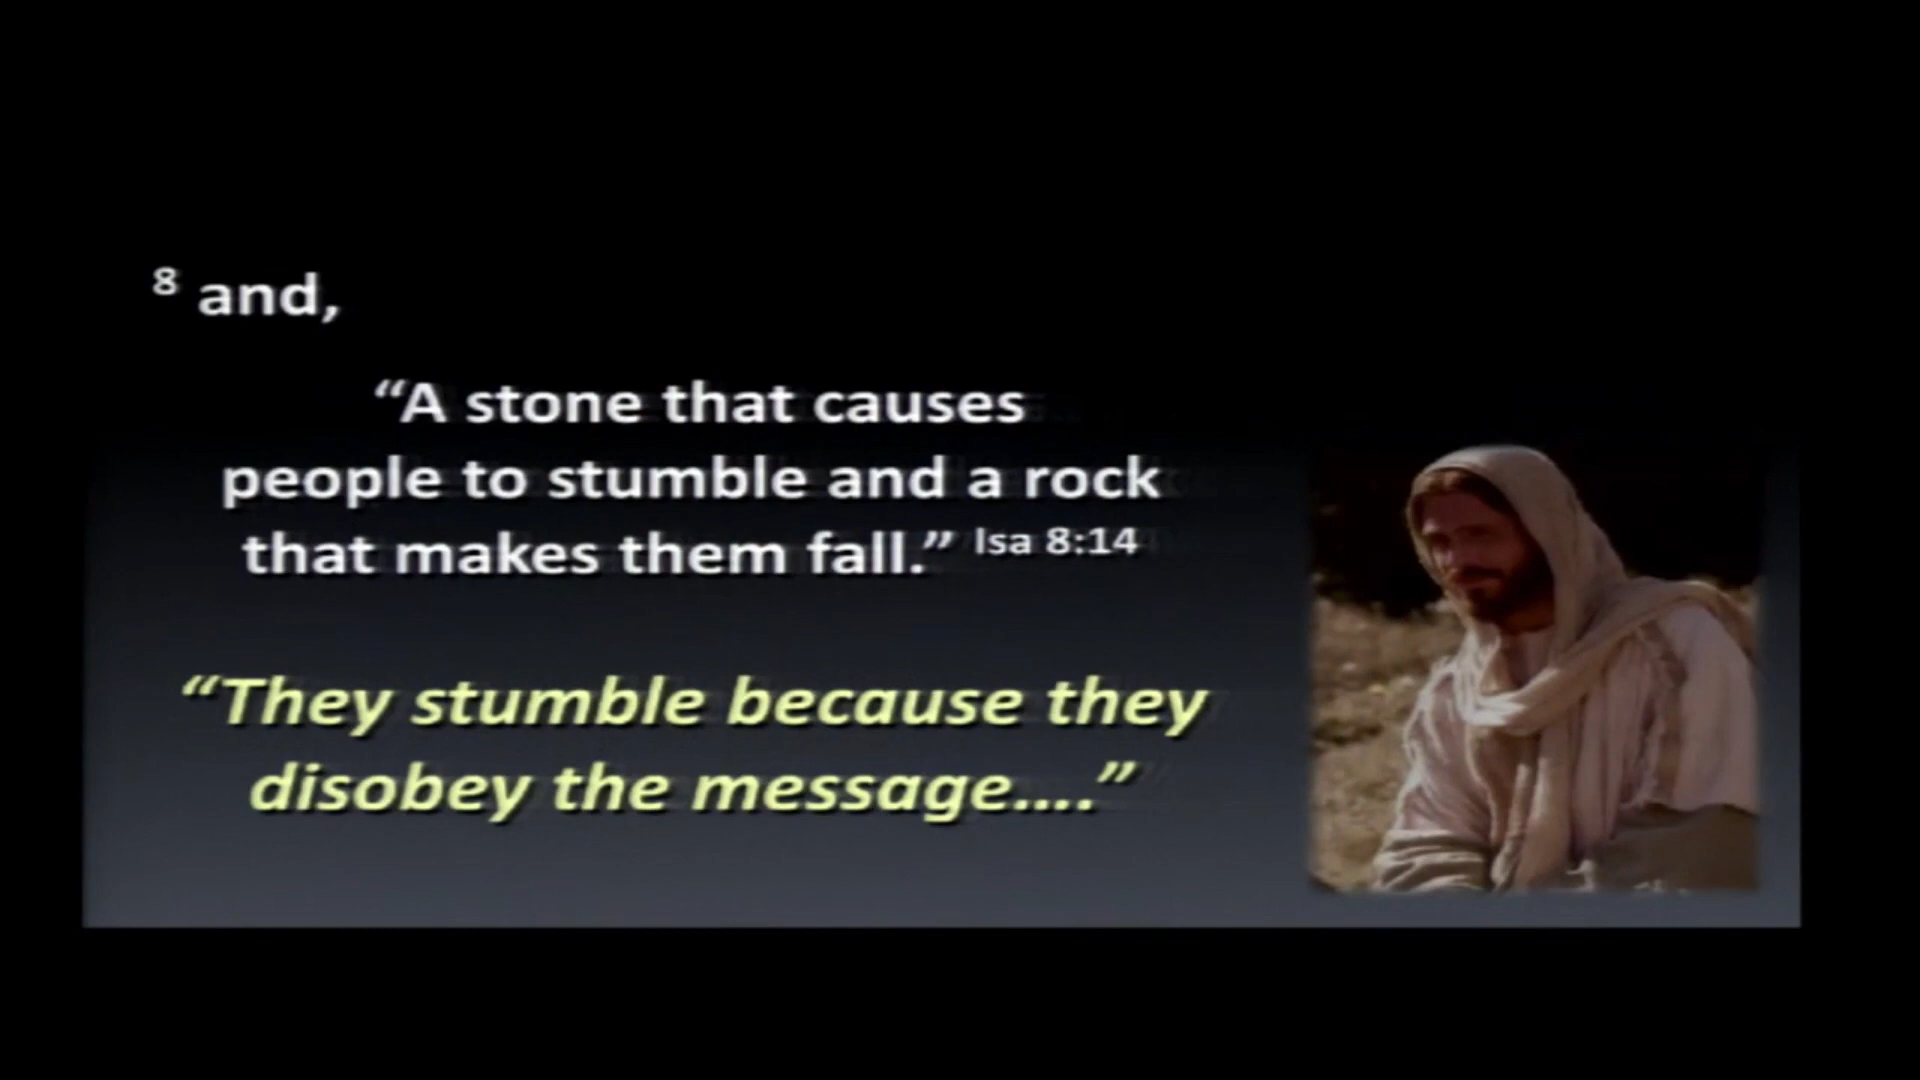 8 and,
“A stone that causes
people to stumble and a rock
that makes them fall.” Isa 8:14
“They stumble because they
disobey the message....”